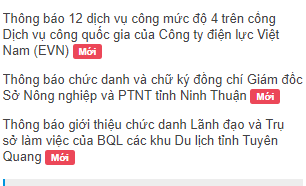 Thông báo 12 dịch vụ công mức độ 4 trên cổng
Dịch vụ công quốc gia của Công ty điện lực Việt
Nam (EVN) Mới
Thông báo chức danh và chữ ký đồng chí Giám đốc
Sở Nông nghiệp và PTNT tỉnh Ninh Thuận Mới
Thông báo giới thiệu chức danh Lãnh đạo và Trụ
sở làm việc của BQL các khu Du lịch tỉnh Tuyên
Quang Mới